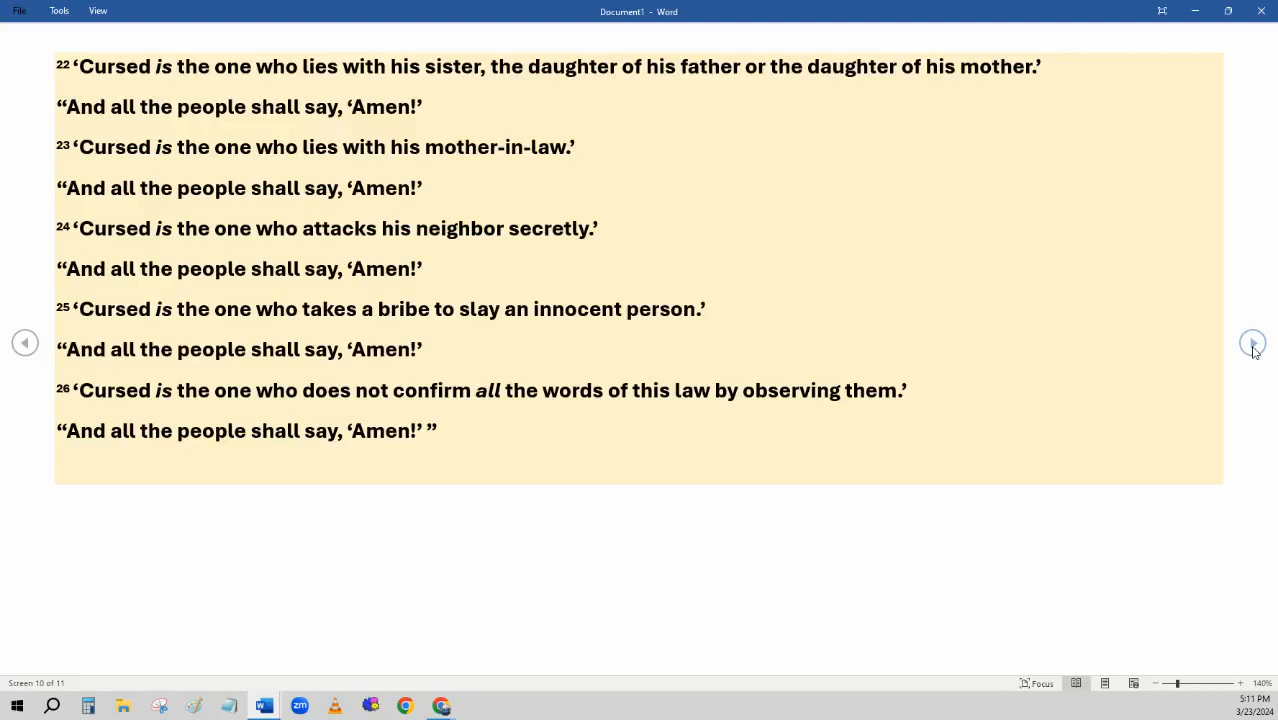 File Tools View Document1 - Word
22 ‘Cursed is the one who lies with his sister, the daughter of his father or the daughter of his mother.’
“And all the people shall say, ‘Amen!’
23 ‘Cursed is the one who lies with his mother-in-law.’
“And all the people shall say, ‘Amen!’
24 ‘Cursed is the one who attacks his neighbor secretly.’
“And all the people shall say, ‘Amen!’
25 ‘Cursed is the one who takes a bribe to slay an innocent person.’
“And all the people shall say, ‘Amen!’
26 ‘Cursed is the one who does not confirm all the words of this law by observing them.’
“And all the people shall say, ‘Amen!’ ”
Screen 10 of 11 Focus 140%
zm
5:11 PM
3/23/2024